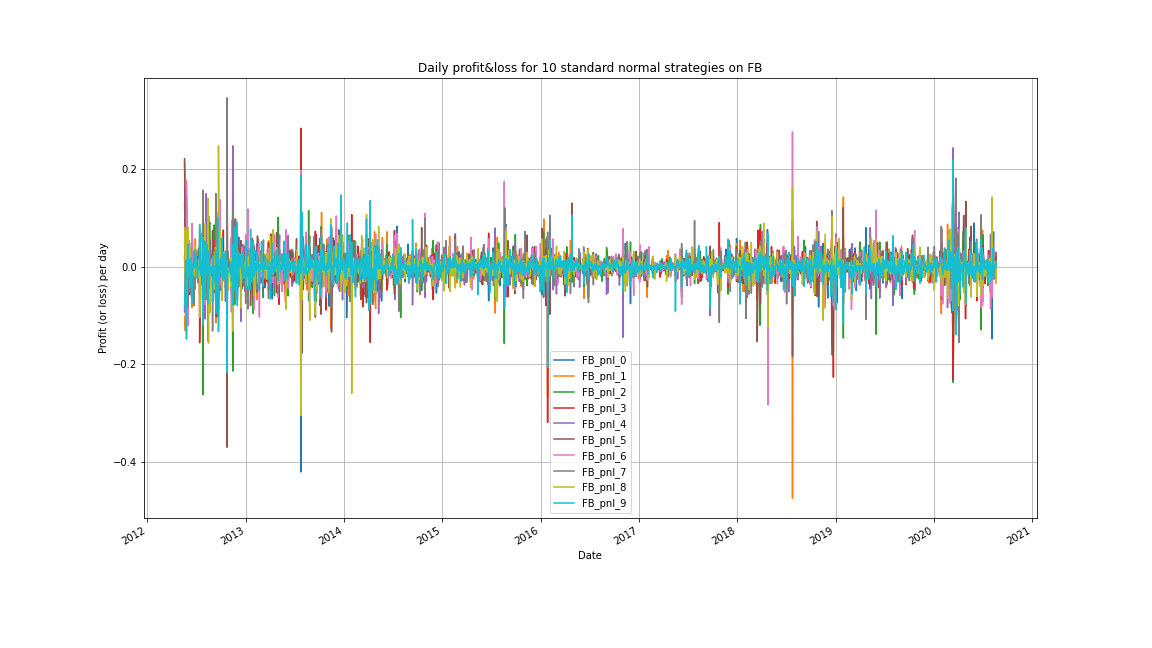 Daily profit&loss for 10 standard normal strategies on FB
Profit (or loss) per day
0.2
0.0
−0.2
−0.4
FB_pnl_0
FB_pnl_1
FB_pnl_2
FB_pnl_3
FB_pnl_4
FB_pnl_5
FB_pnl_6
FB_pnl_7
FB_pnl_8
FB_pnl_9
2012 2013 2014 2015 2016 2017 2018 2019 2020 2021
Date